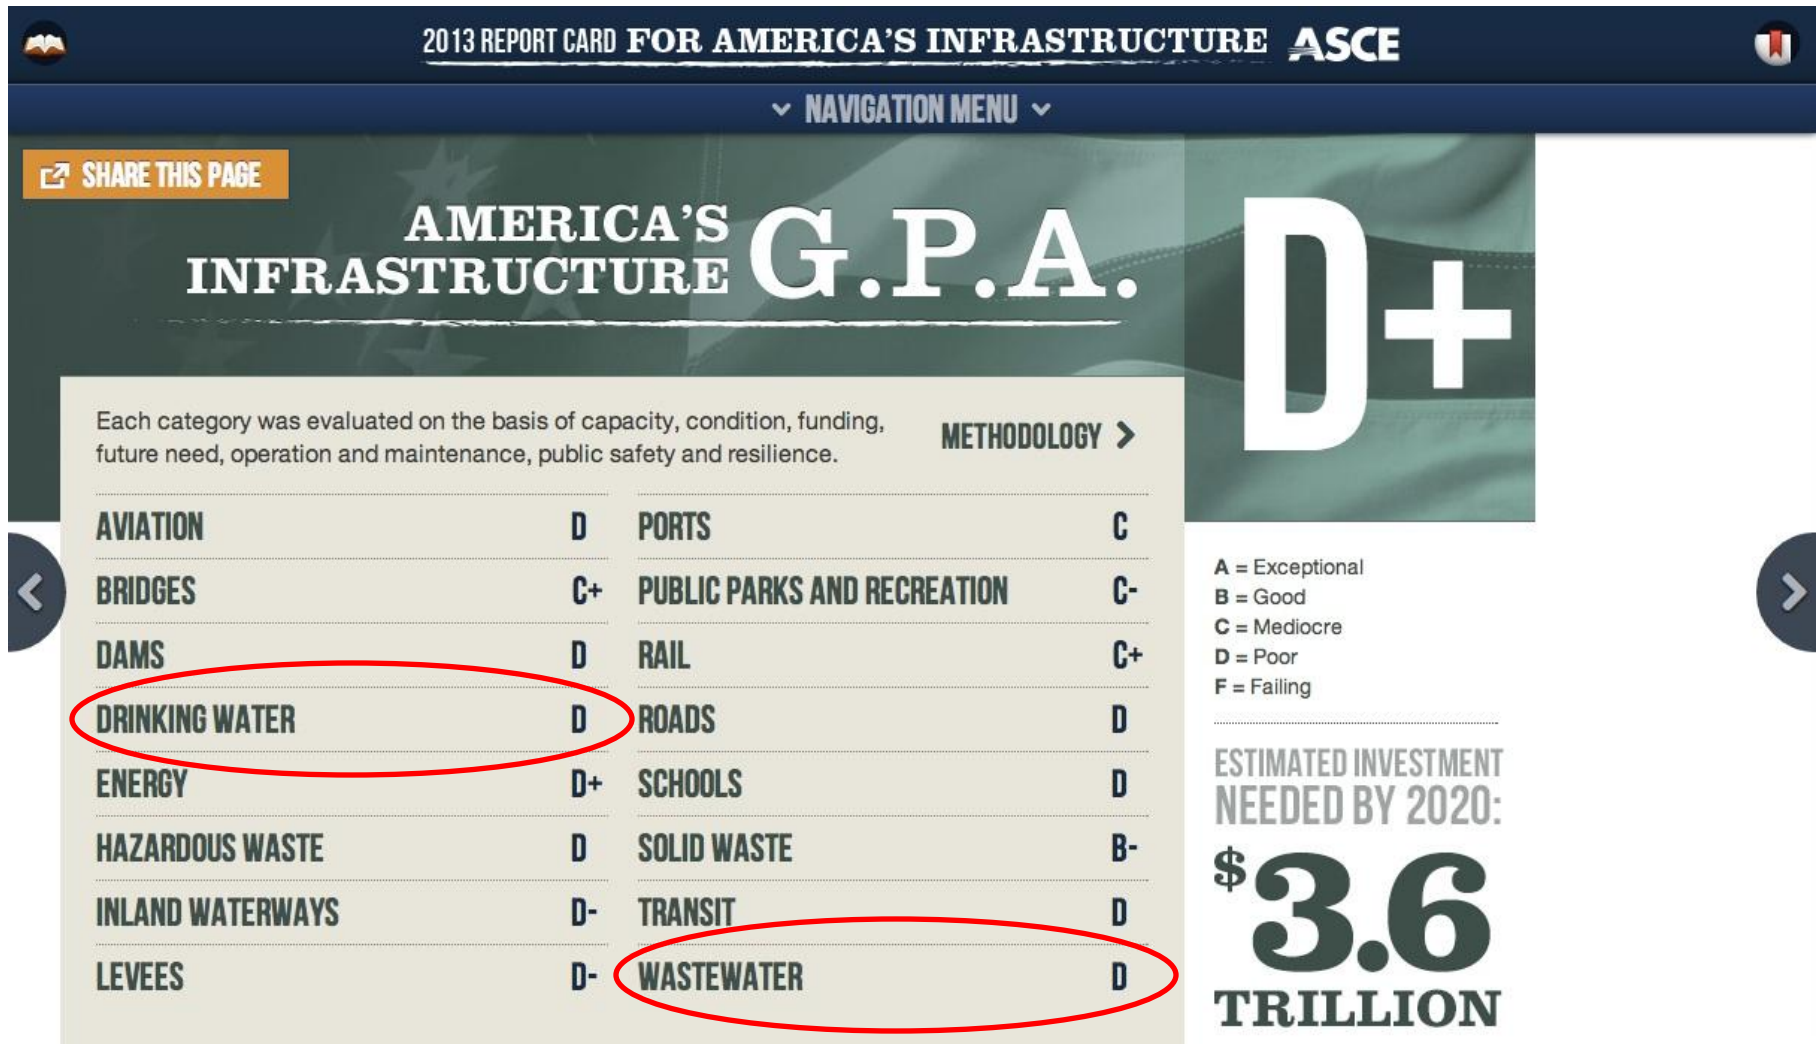 2013 REPORT CARD FOR AMERICA'S INFRASTRUCTURE ASCE
NAVIGATION MENU
SHARE THIS PAGE
AMERICA'S
INFRASTRUCTURE G.P.A.
D+
Each category was evaluated on the basis of capacity, condition, funding,
future need, operation and maintenance, public safety and resilience.
METHODOLOGY
AVIATION D
BRIDGES C+
DAMS D
DRINKING WATER D
ENERGY D+
HAZARDOUS WASTE D
INLAND WATERWAYS D-
LEVEES D-
PORTS C
PUBLIC PARKS AND RECREATION C-
RAIL C+
ROADS D
SCHOOLS D
SOLID WASTE B-
TRANSIT D
WASTEWATER D
A = Exceptional
B = Good
C = Mediocre
D = Poor
F = Failing
ESTIMATED INVESTMENT
NEEDED BY 2020:
$3.6
TRILLION